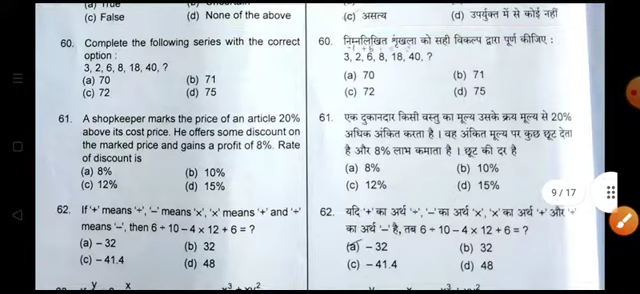 (c) False (d) None of the above
60. Complete the following series with the correct
option :
3, 2, 6, 8, 18, 40, ?
(a) 70 (b) 71
(c) 72 (d) 75
61. A shopkeeper marks the price of an article 20%
above its cost price. He offers some discount on
the marked price and gains a profit of 8%. Rate
of discount is
(a) 8% (b) 10%
(c) 12% (d) 15%
62. If '+' means '÷', '–' means '×', '×' means '+' and '÷'
means '–', then 6 ÷ 10 – 4 × 12 + 6 = ?
(a) – 32 (b) 32
(c) – 41.4 (d) 48
(c) असत्य (d) उपर्युक्त में से कोई नहीं
60. निम्नलिखित शृंखला को सही विकल्प द्वारा पूर्ण कीजिए :
3, 2, 6, 8, 18, 40, ?
(a) 70 (b) 71
(c) 72 (d) 75
61. एक दुकानदार किसी वस्तु का मूल्य उसके क्रय मूल्य से 20%
अधिक अंकित करता है । वह अंकित मूल्य पर कुछ छूट देता
है और 8% लाभ कमाता है । छूट की दर है
(a) 8% (b) 10%
(c) 12% (d) 15%
9 / 17
62. यदि '+' का अर्थ '÷', '–' का अर्थ '×', '×' का अर्थ '+' और '÷'
का अर्थ '–' है, तब 6 ÷ 10 – 4 × 12 + 6 = ?
(a) – 32 (b) 32
(c) – 41.4 (d) 48